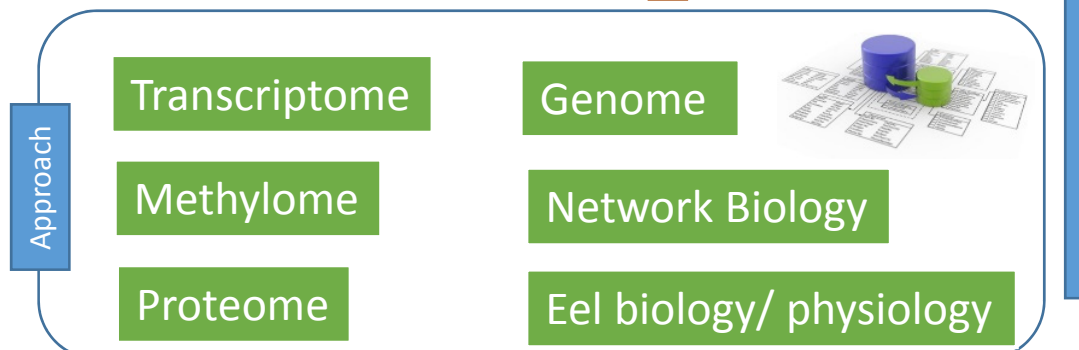 Approach
Transcriptome
Genome
Methylome
Network Biology
Proteome
Eel biology/ physiology